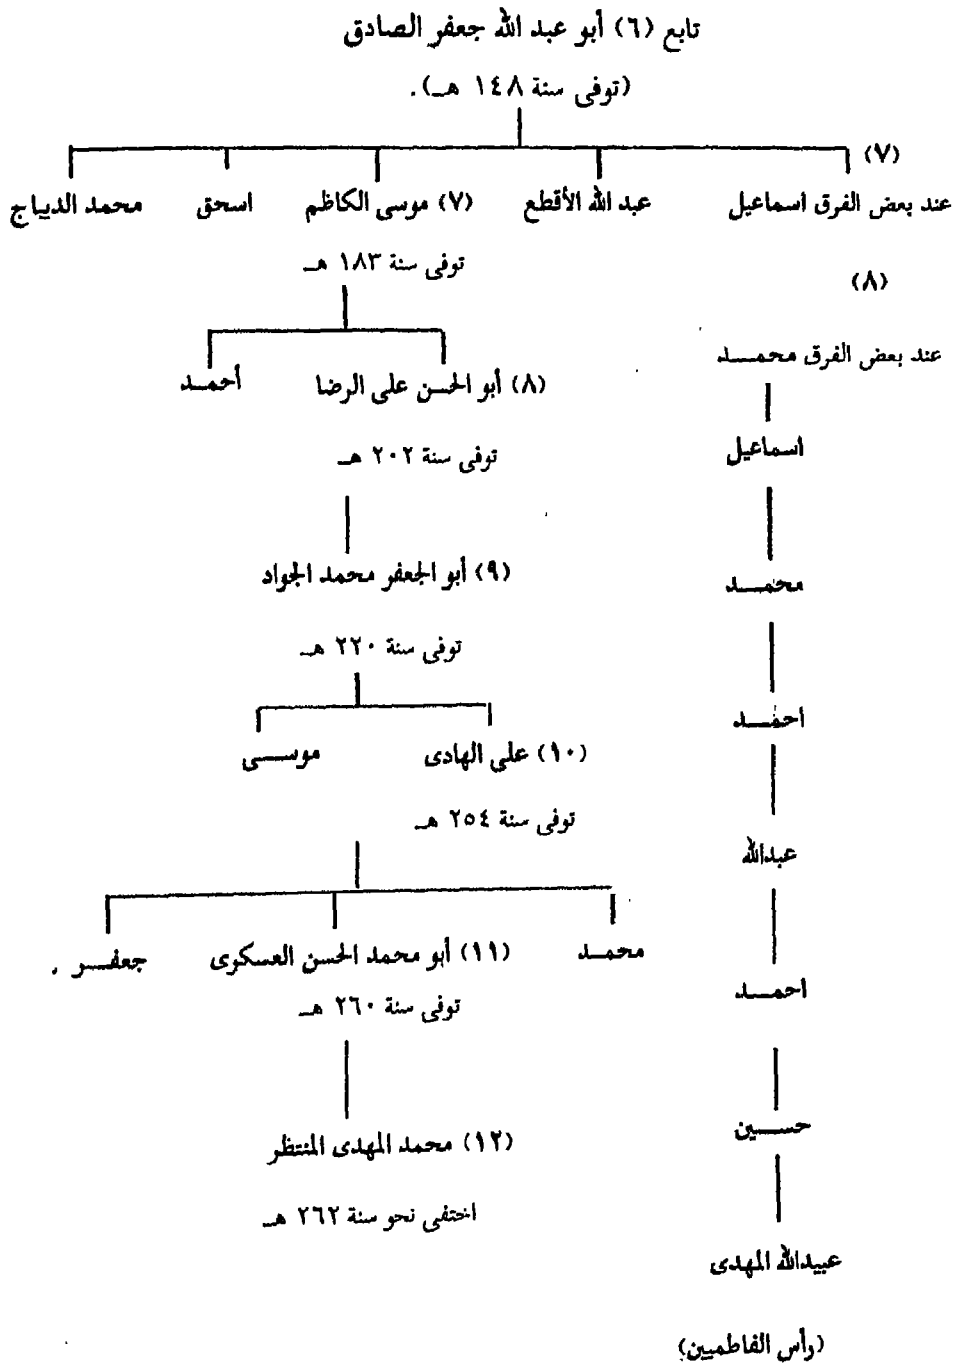 تابع (٦) أبو عبد الله جعفر الصادق
(توفى سنة ١٤٨ هـ).
(٧)
عند بعض الفرق اسماعيل عبد الله الأقطع (٧) موسى الكاظم اسحق محمد الديباج
توفى سنة ١٨٣ هـ
(٨)
عند بعض الفرق محمد
(٨) أبو الحسن على الرضا أحمد
اسماعيل
توفى سنة ٢٠٢ هـ
(٩) أبو الجعفر محمد الجواد
محمد
توفى سنة ٢٢٠ هـ
احمد
(١٠) على الهادى موسى
توفى سنة ٢٥٤ هـ
عبدالله
محمد (١١) أبو محمد الحسن العسكوى جعفر .
احمد
توفى سنة ٢٦٠ هـ
حسين
(١٢) محمد المهدى المنتظر
اختفى نحو سنة ٢٦٢ هـ
عبيدالله المهدى
(رأس الفاطميين)